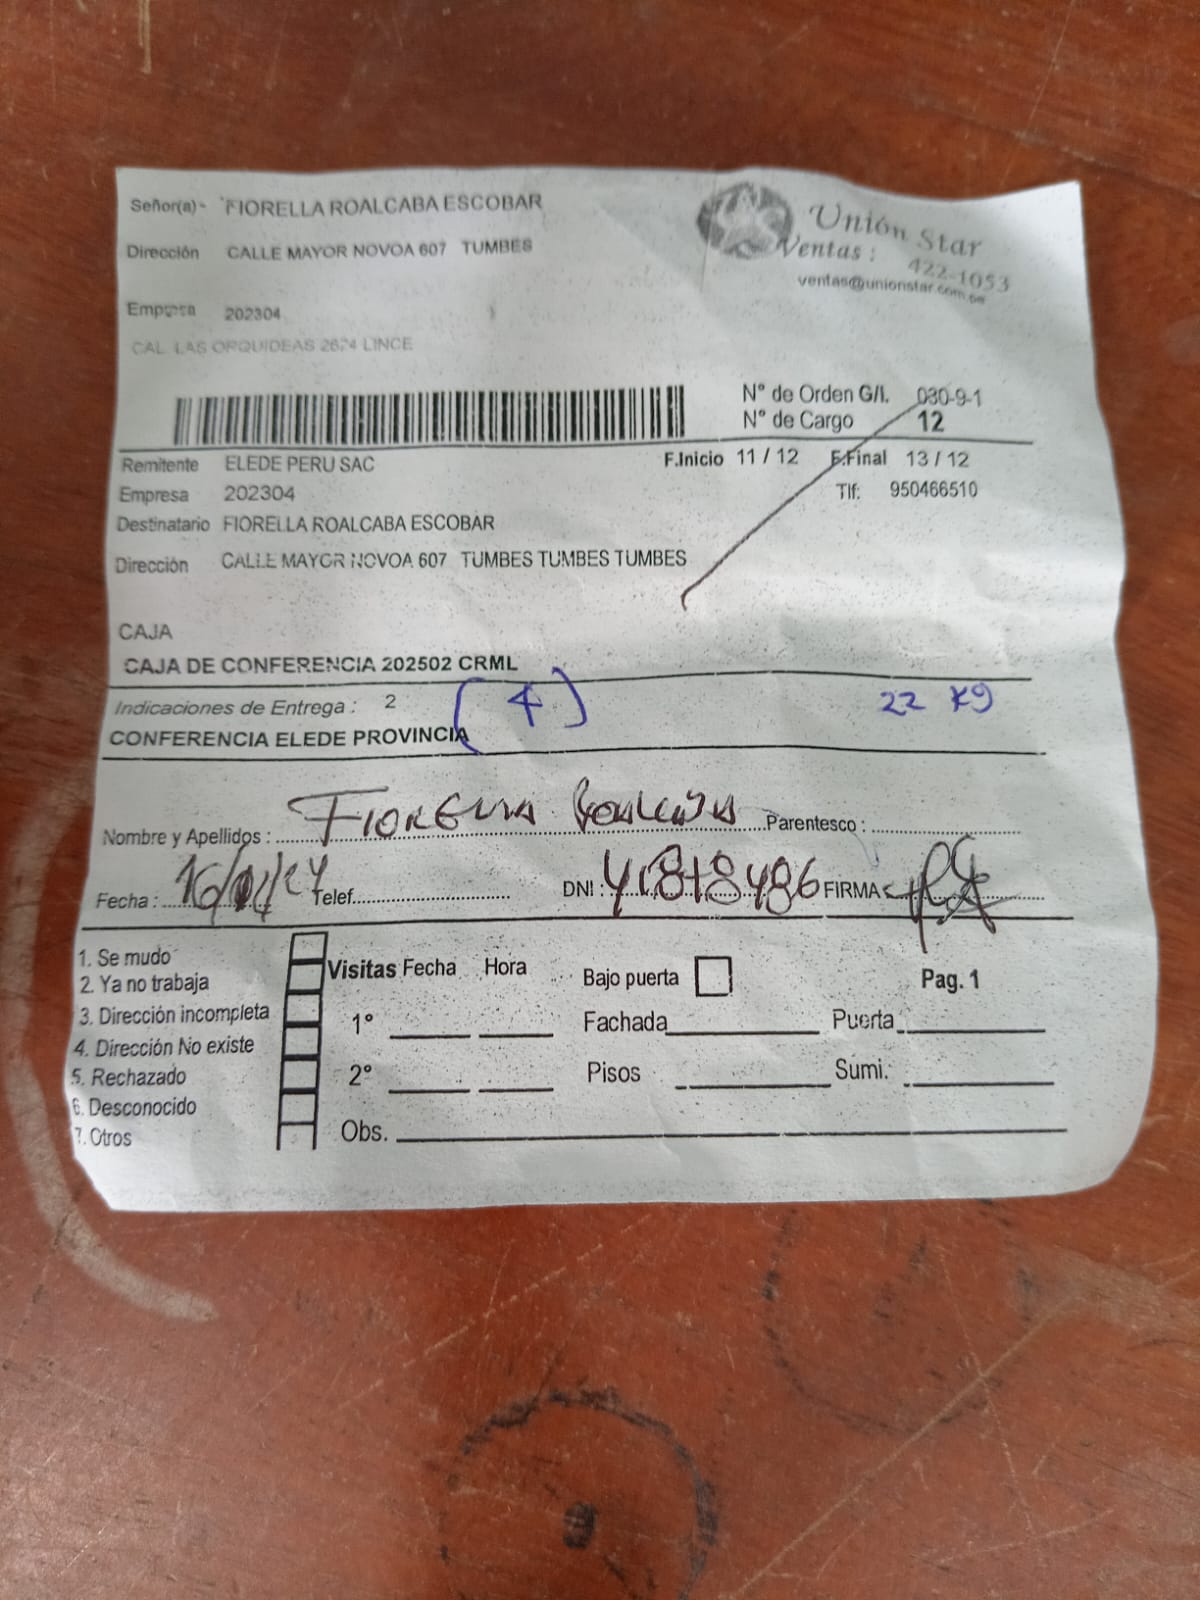 Señor(a)- FIORELLA ROALCABA ESCOBAR
Unión Star
Dirección CALLE MAYOR NOVOA 607 TUMBES
Ventas : 422-1053
ventas@unionstar.com.pe
Empresa 202304
CAL. LAS ORQUIDEAS 2674 LINCE
N° de Orden G/I. 030-9-1
N° de Cargo 12
Remitente ELEDE PERU SAC F.Inicio 11 / 12 F.Final 13 / 12
Empresa 202304 Tlf: 950466510
Destinatario FIORELLA ROALCABA ESCOBAR
Dirección CALLE MAYOR NOVOA 607 TUMBES TUMBES TUMBES
CAJA
CAJA DE CONFERENCIA 202502 CRML
Indicaciones de Entrega : 2 (4) 22 Kg
CONFERENCIA ELEDE PROVINCIA
Nombre y Apellidos : FIORELLA Parentesco :
Fecha : Telef. DNI : 41878486 FIRMA
1. Se mudo
2. Ya no trabaja
3. Dirección incompleta
4. Dirección No existe
5. Rechazado
6. Desconocido
7. Otros
Visitas Fecha Hora Bajo puerta Pag. 1
1° Fachada Puerta
2° Pisos Sumi.
Obs.